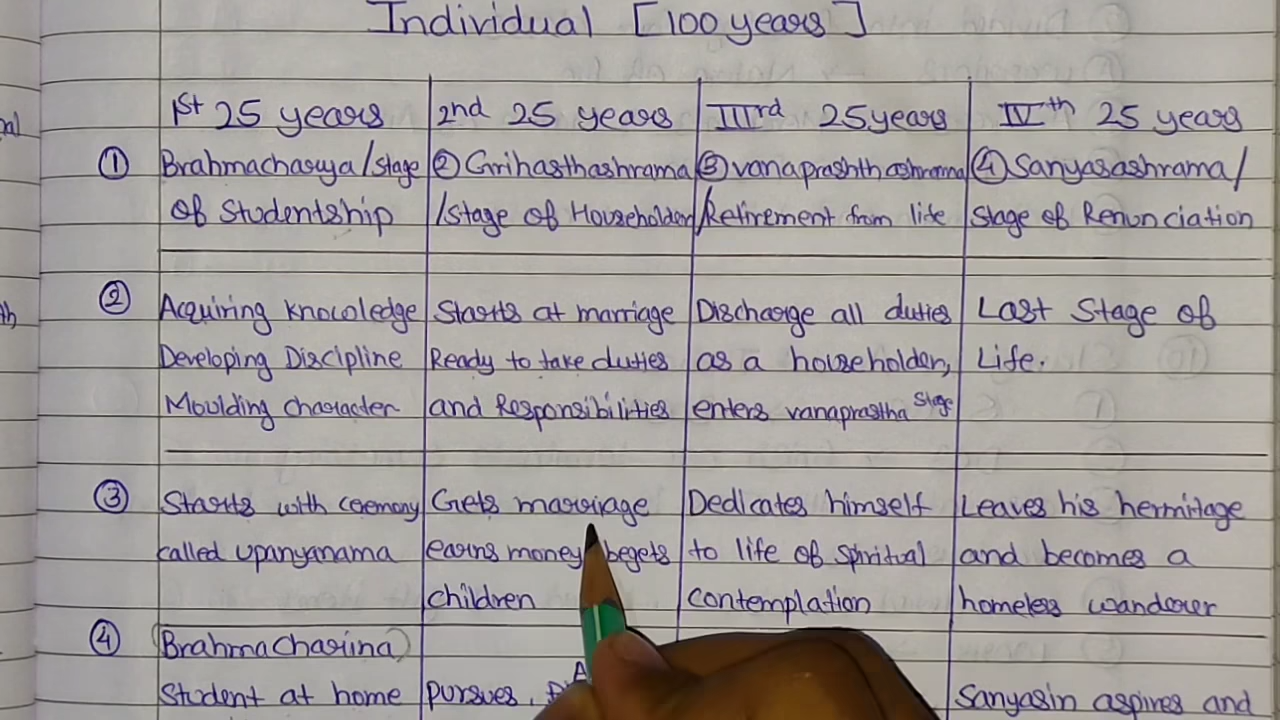 Individual [100 years]
1st 25 years 2nd 25 years IIIrd 25 years IVth 25 years
① Brahmacharya/Stage ② Grihasthashrama ③ vanaprashthashrama ④ Sanyasashrama/
of Studentship /Stage of Householder /Retirement from life Stage of Renunciation
② Acquiring knowledge Starts at marriage Discharge all duties Last Stage of
Developing Discipline Ready to take duties as a householder, Life.
Moulding character and Responsibilities enters vanaprastha Stage
③ Starts with ceremony Gets marriage Dedicates himself Leaves his hermitage
called upanyanama earns money begets to life of spiritual and becomes a
children contemplation homeless wanderer
④ (Brahmacharina)
Student at home pursues, Sanyasin aspires and